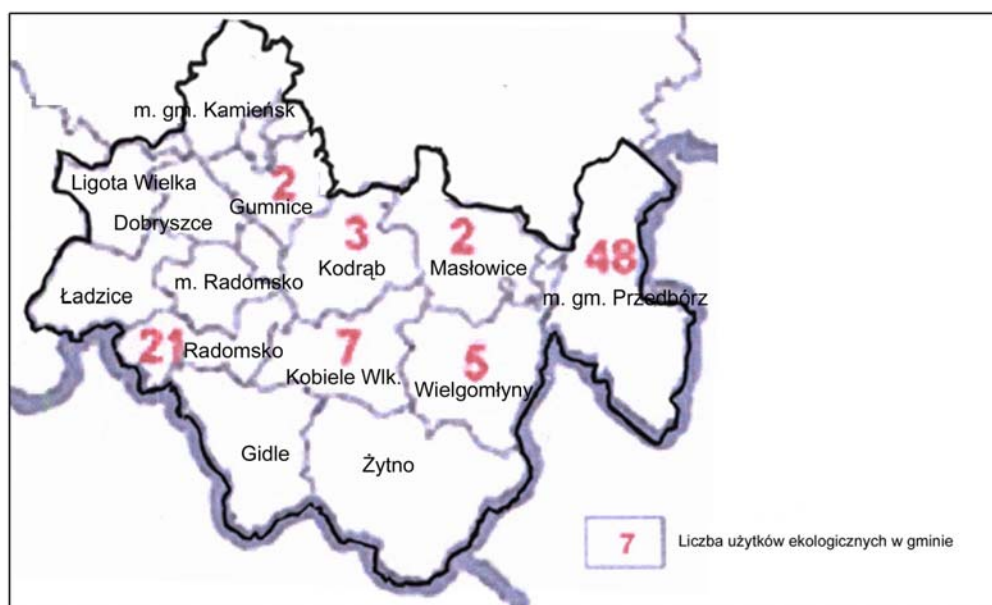 m. gm. Kamieńsk
2
Ligota Wielka
Gumnice
Dobryszce
3
2
48
Kodrąb
Masłowice
m. Radomsko
m. gm. Przedbórz
Ładzice
21
Radomsko
7
5
Kobiele Wlk.
Wielgomłyny
Gidle
Żytno
7
Liczba użytków ekologicznych w gminie